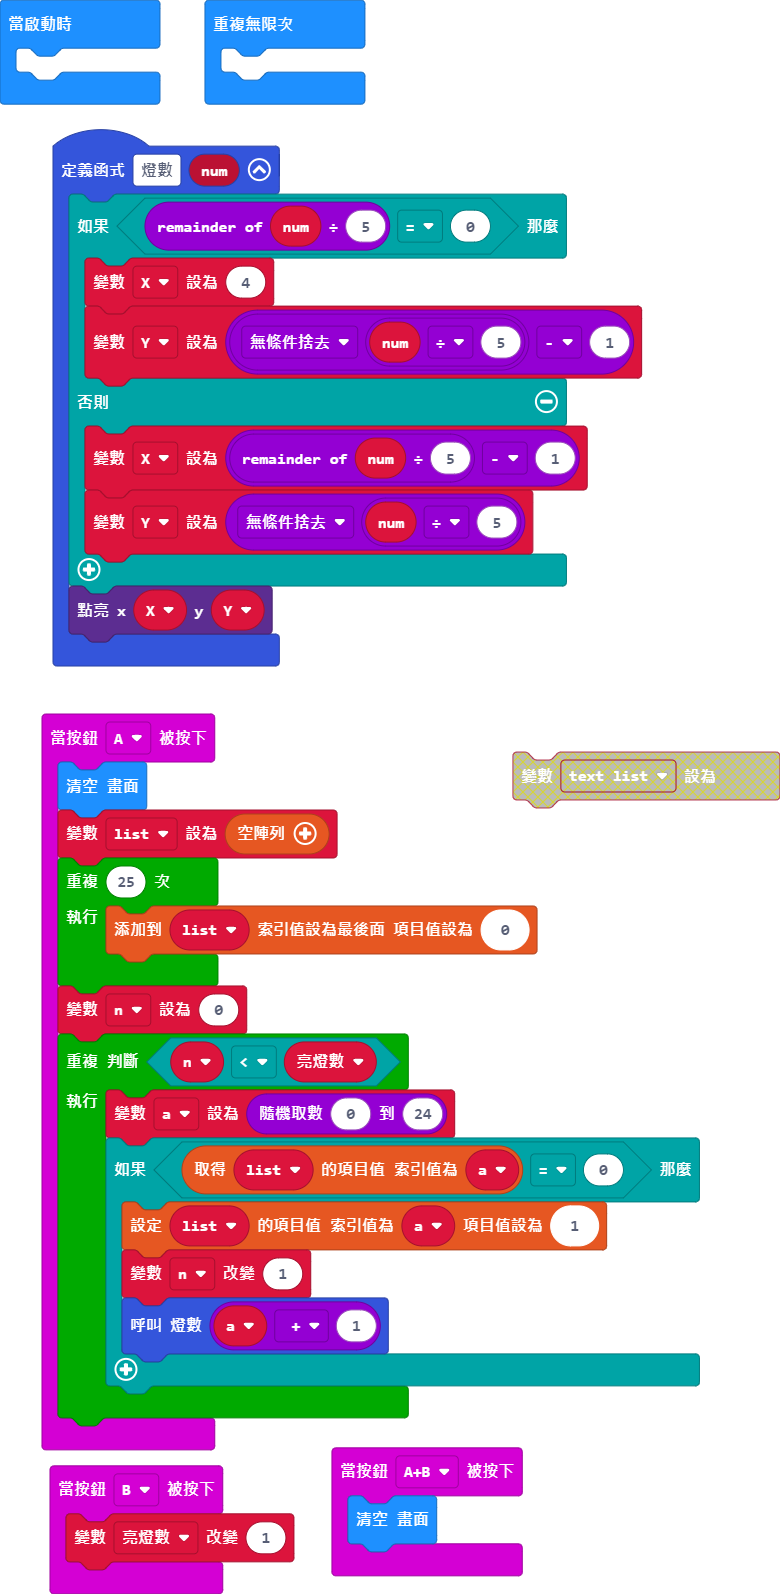 當啟動時
重複無限次
定義函式 燈數 num
如果 remainder of num ÷ 5 = 0 那麼
變數 X 設為 4
變數 Y 設為 無條件捨去 num ÷ 5 - 1
否則
變數 X 設為 remainder of num ÷ 5 - 1
變數 Y 設為 無條件捨去 num ÷ 5
點亮 x X y Y
當按鈕 A 被按下
清空 畫面
變數 text list 設為
變數 list 設為 空陣列
重複 25 次
執行 添加到 list 索引值設為最後面 項目值設為 0
變數 n 設為 0
重複 判斷 n < 亮燈數
執行 變數 a 設為 隨機取數 0 到 24
如果 取得 list 的項目值 索引值為 a = 0 那麼
設定 list 的項目值 索引值為 a 項目值設為 1
變數 n 改變 1
呼叫 燈數 a + 1
當按鈕 B 被按下
變數 亮燈數 改變 1
當按鈕 A+B 被按下
清空 畫面